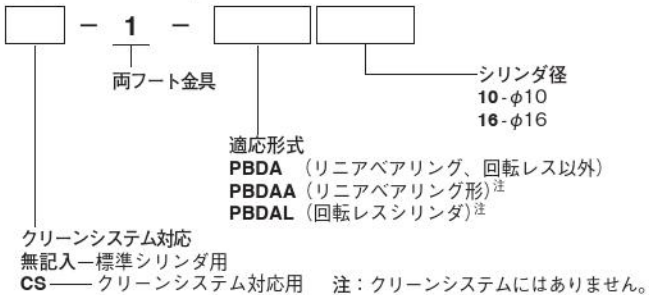 − 1 −
両フート金具
シリンダ径
10-φ10
16-φ16
適応形式
PBDA （リニアベアリング、回転レス以外）
PBDAA（リニアベアリング形）注
PBDAL（回転レスシリンダ）注
クリーンシステム対応
無記入―標準シリンダ用
CS――クリーンシステム対応用　注：クリーンシステムにはありません。